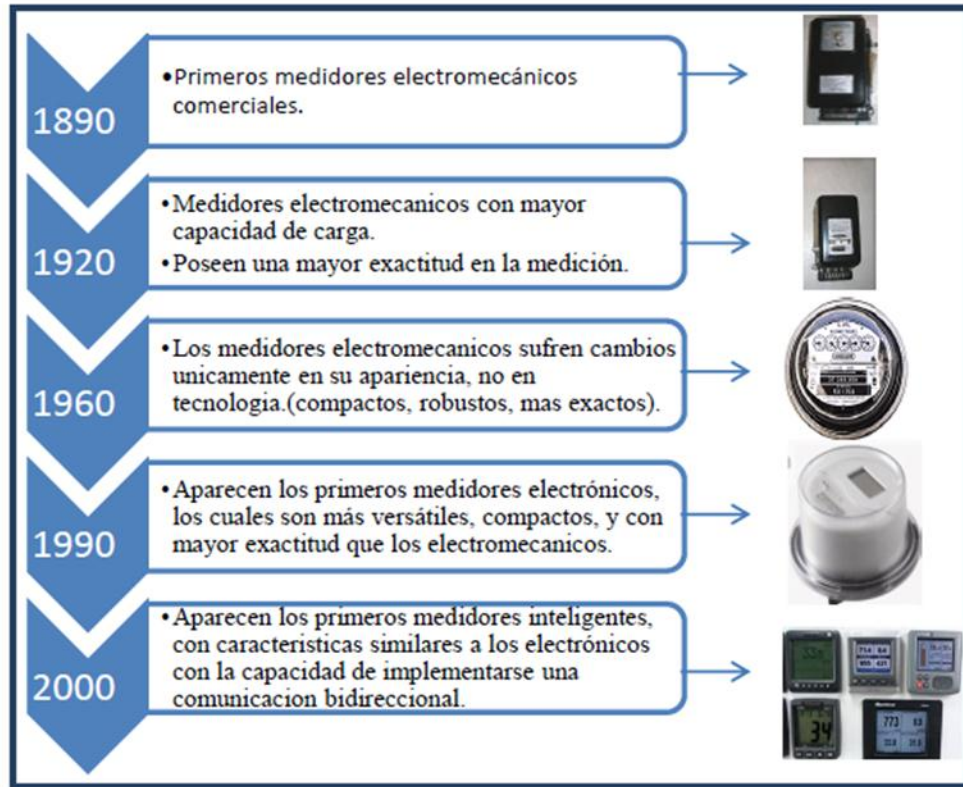 1890
•Primeros medidores electromecánicos
comerciales.
1920
•Medidores electromecanicos con mayor
capacidad de carga.
•Poseen una mayor exactitud en la medición.
1960
•Los medidores electromecanicos sufren cambios
unicamente en su apariencia, no en
tecnologia.(compactos, robustos, mas exactos).
1990
•Aparecen los primeros medidores electrónicos,
los cuales son más versátiles, compactos, y con
mayor exactitud que los electromecanicos.
2000
•Aparecen los primeros medidores inteligentes,
con caracteristicas similares a los electrónicos
con la capacidad de implementarse una
comunicacion bidireccional.